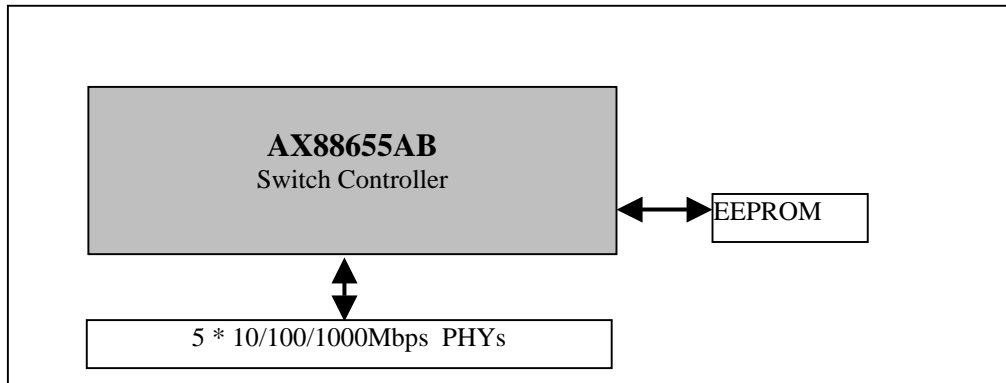 AX88655AB
Switch Controller
EEPROM
5 * 10/100/1000Mbps PHYs